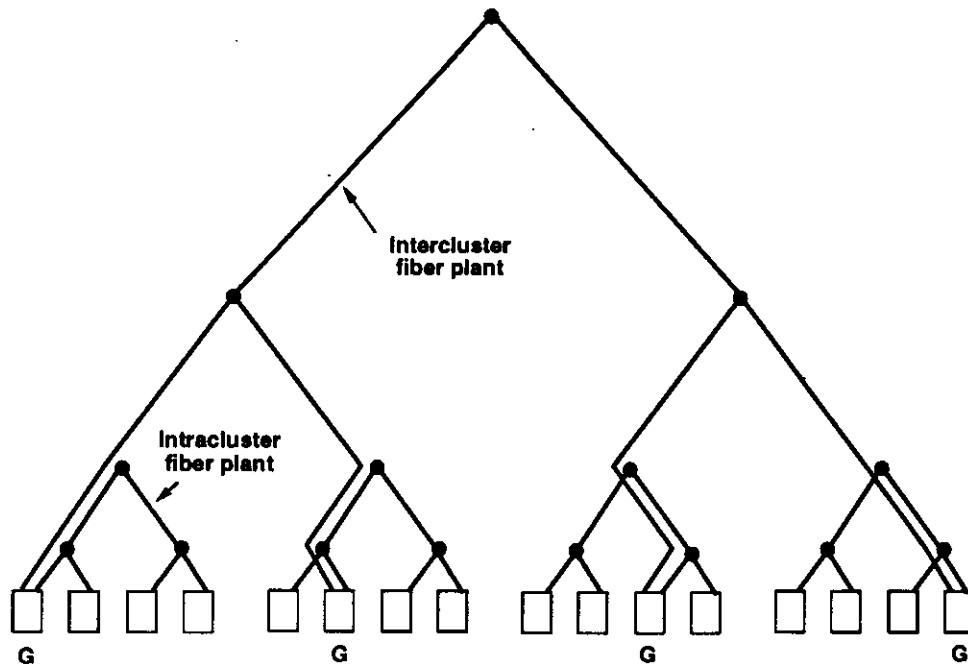 Intercluster
fiber plant
Intracluster
fiber plant
G
G
G
G